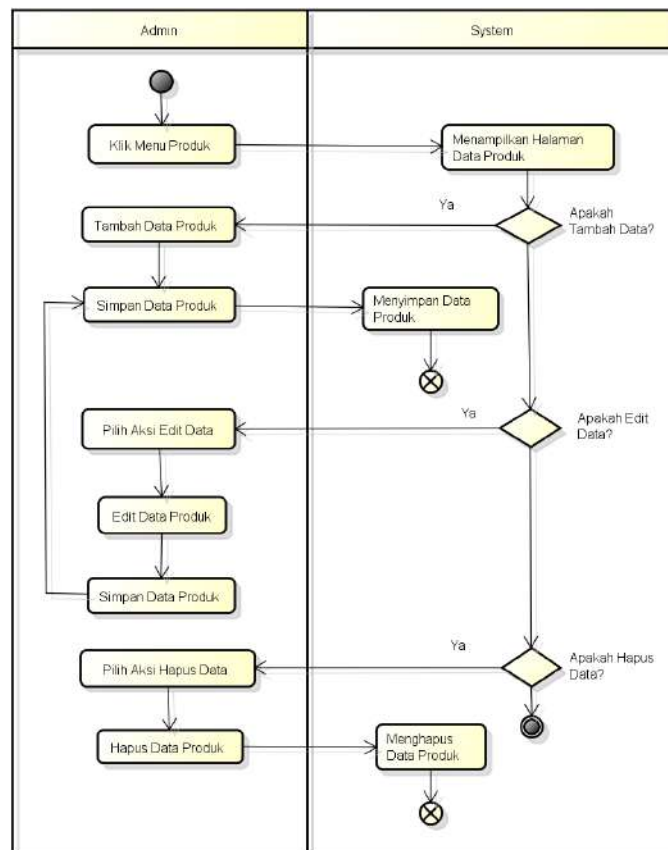 Admin
System
Klik Menu Produk
Menampilkan Halaman
Data Produk
Ya
Apakah
Tambah Data?
Tambah Data Produk
Simpan Data Produk
Menyimpan Data
Produk
Ya
Apakah Edit
Data?
Pilih Aksi Edit Data
Edit Data Produk
Simpan Data Produk
Ya
Apakah Hapus
Data?
Pilih Aksi Hapus Data
Hapus Data Produk
Menghapus
Data Produk